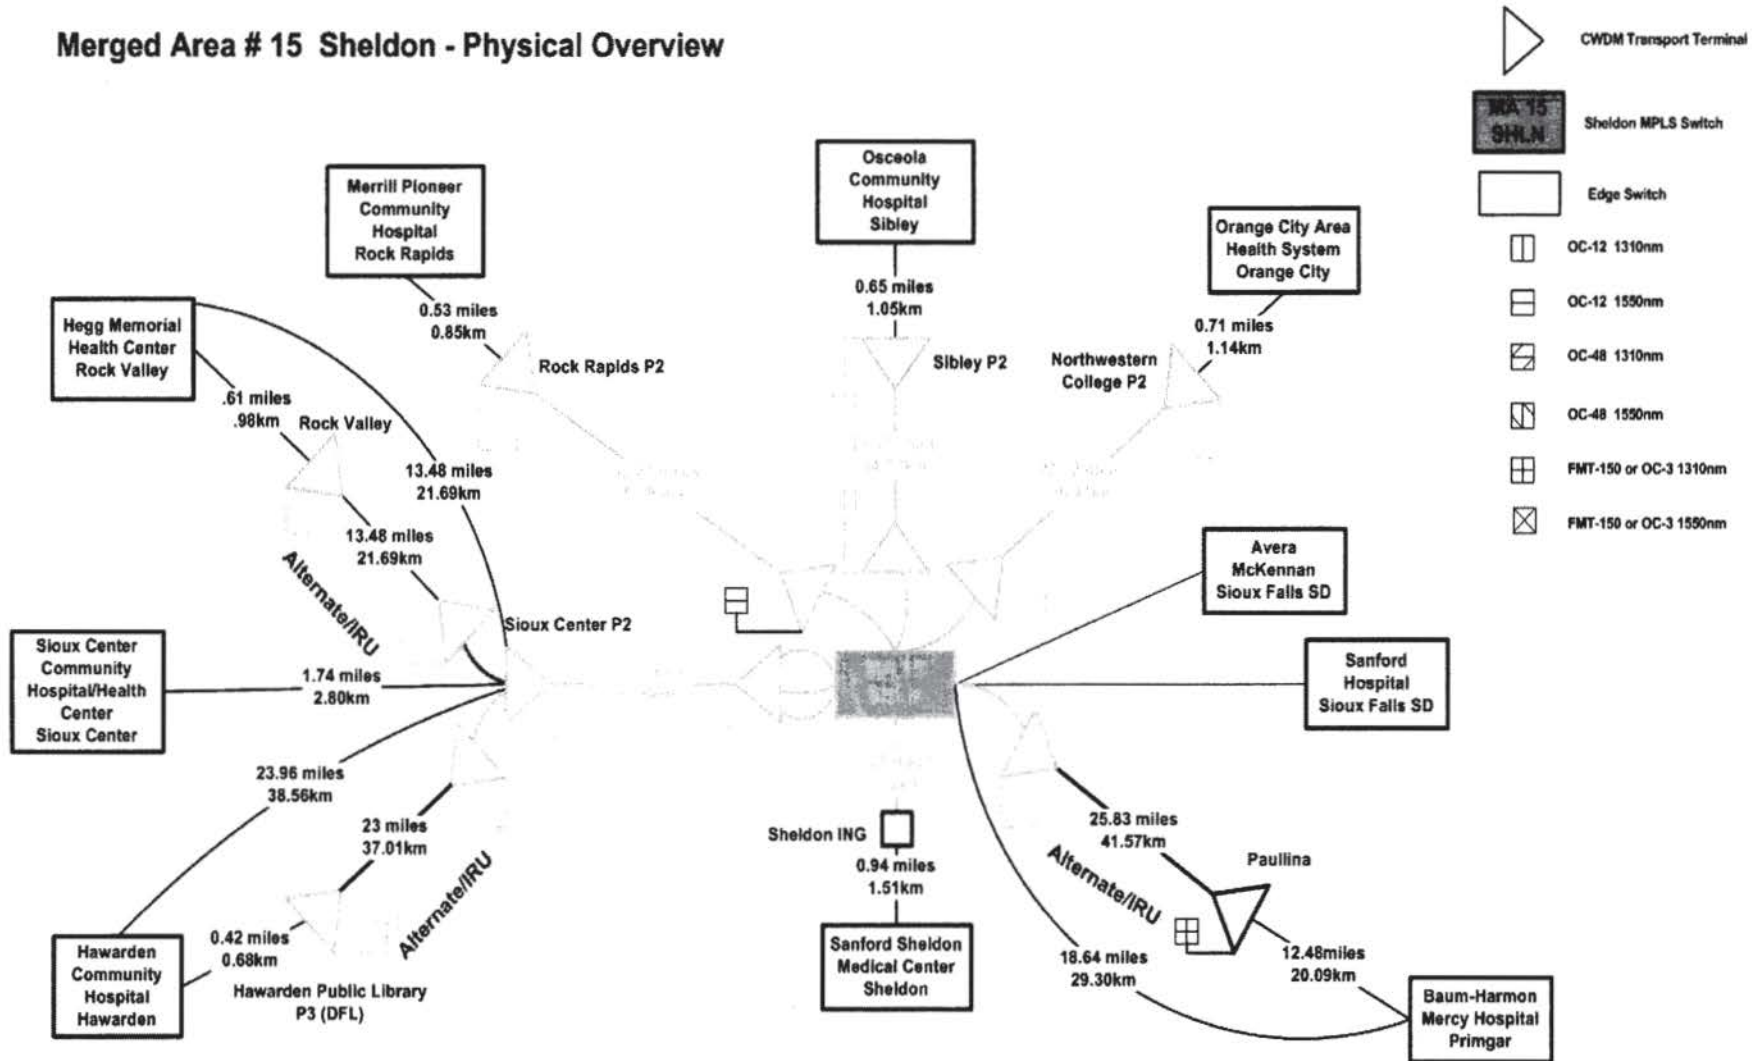 Merged Area # 15 Sheldon - Physical Overview
CWDM Transport Terminal
MA 15
SHLN
Sheldon MPLS Switch
Edge Switch
OC-12 1310nm
OC-12 1550nm
OC-48 1310nm
OC-48 1550nm
FMT-150 or OC-3 1310nm
FMT-150 or OC-3 1550nm
Merrill Pioneer
Community
Hospital
Rock Rapids
Osceola
Community
Hospital
Sibley
Orange City Area
Health System
Orange City
Hegg Memorial
Health Center
Rock Valley
0.53 miles
0.85km
0.65 miles
1.05km
0.71 miles
1.14km
Rock Rapids P2
Sibley P2
Northwestern
College P2
.61 miles
.98km
Rock Valley
13.48 miles
21.69km
13.48 miles
21.69km
Alternate/IRU
Sioux Center P2
Avera
McKennan
Sioux Falls SD
Sioux Center
Community
Hospital/Health
Center
Sioux Center
1.74 miles
2.80km
Sanford
Hospital
Sioux Falls SD
23.96 miles
38.56km
23 miles
37.01km
Alternate/IRU
Sheldon ING
0.94 miles
1.51km
25.83 miles
41.57km
Alternate/IRU
Paullina
Hawarden
Community
Hospital
Hawarden
0.42 miles
0.68km
Hawarden Public Library
P3 (DFL)
Sanford Sheldon
Medical Center
Sheldon
18.64 miles
29.30km
12.48miles
20.09km
Baum-Harmon
Mercy Hospital
Primgar